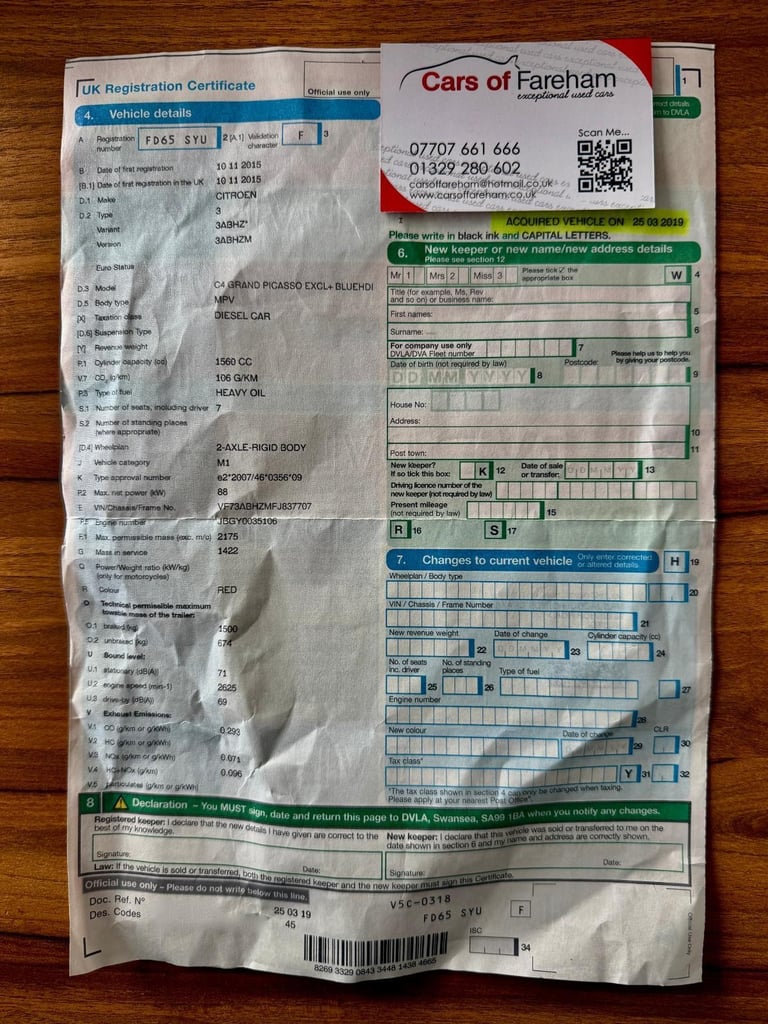 UK Registration Certificate
Official use only
1
4. Vehicle details
A Registration number FD65 SYU 2 [A.1] Validation character F 3
B Date of first registration 10 11 2015
[B.1] Date of first registration in the UK 10 11 2015
D.1 Make CITROEN
D.2 Type 3
Variant 3ABHZ*
Version 3ABHZM
Euro Status
D.3 Model C4 GRAND PICASSO EXCL+ BLUEHDI
D.5 Body type MPV
[X] Taxation class DIESEL CAR
[D.6] Suspension Type
[Y] Revenue weight
P.1 Cylinder capacity (cc) 1560 CC
V.7 CO2 (g/km) 106 G/KM
P.3 Type of fuel HEAVY OIL
S.1 Number of seats, including driver 7
S.2 Number of standing places
(where appropriate)
[D.4] Wheelplan 2-AXLE-RIGID BODY
J Vehicle category M1
K Type approval number e2*2007/46*0356*09
P.2 Max. net power (kW) 88
E VIN/Chassis/Frame No. VF73ABHZMFJ837707
P.5 Engine number JBGY0035106
F.1 Max. permissible mass (exc. m/c) 2175
G Mass in service 1422
Q Power/Weight ratio (kW/kg)
(only for motorcycles)
R Colour RED
O Technical permissible maximum
towable mass of the trailer:
O.1 braked (kg) 1500
O.2 unbraked (kg) 674
U Sound level:
U.1 stationary (dB(A)) 71
U.2 engine speed (min-1) 2625
U.3 drive-by (dB(A)) 69
V Exhaust Emissions:
V.1 CO (g/km or g/kWh) 0.293
V.2 HC (g/km or g/kWh)
V.3 NOx (g/km or g/kWh) 0.071
V.4 HC+NOx (g/km) 0.096
V.5 particulates (g/km or g/kWh)
Cars of Fareham
exceptional used cars
Scan Me...
07707 661 666
01329 280 602
carsoffareham@hotmail.co.uk
www.carsoffareham.co.uk
ACQUIRED VEHICLE ON 25 03 2019
Please write in black ink and CAPITAL LETTERS.
6. New keeper or new name/new address details
Please see section 12
Mr 1 Mrs 2 Miss 3 Please tick ✓ the appropriate box W 4
Title (for example, Ms, Rev
and so on) or business name:
First names: 5
Surname: 6
For company use only
DVLA/DVA Fleet number 7
Please help us to help you
by giving your postcode.
Date of birth (not required by law) Postcode:
DD MM YYYY 8 9
House No:
Address: 10
Post town: 11
New keeper?
If so tick this box: K 12 Date of sale or transfer: 13
Driving licence number of the
new keeper (not required by law)
Present mileage
(not required by law) 15
R 16 S 17
7. Changes to current vehicle Only enter corrected or altered details. H 19
Wheelplan / Body type 20
VIN / Chassis / Frame Number 21
New revenue weight 22 Date of change 23 Cylinder capacity (cc) 24
No. of seats inc. driver 25 No. of standing places 26 Type of fuel 27
Engine number 28
New colour Date of change 29 CLR 30
Tax class* Y 31 32
*The tax class shown in section 4 can only be changed when taxing.
Please apply at your nearest Post Office.
8 Declaration – You MUST sign, date and return this page to DVLA, Swansea, SA99 1BA when you notify any changes.
Registered keeper: I declare that the new details I have given are correct to the
best of my knowledge.
New keeper: I declare that this vehicle was sold or transferred to me on the
date shown in section 6 and my name and address are correctly shown.
Signature: Date:
Signature: Date:
Law: If the vehicle is sold or transferred, both the registered keeper and the new keeper must sign this Certificate.
Official use only – Please do not write below this line.
Doc. Ref. Nº 25 03 19
Des. Codes 45
V5C-0318
FD65 SYU F
ISC
34
8269 3329 0843 3448 1438 4665
Official Use Only